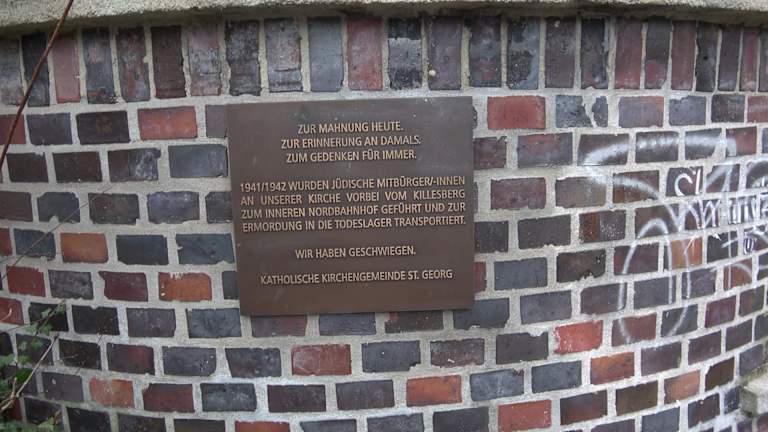 ZUR MAHNUNG HEUTE.
ZUR ERINNERUNG AN DAMALS.
ZUM GEDENKEN FÜR IMMER.
1941/1942 WURDEN JÜDISCHE MITBÜRGER/-INNEN
AN UNSERER KIRCHE VORBEI VOM KILLESBERG
ZUM INNEREN NORDBAHNHOF GEFÜHRT UND ZUR
ERMORDUNG IN DIE TODESLAGER TRANSPORTIERT.
WIR HABEN GESCHWIEGEN.
KATHOLISCHE KIRCHENGEMEINDE ST. GEORG